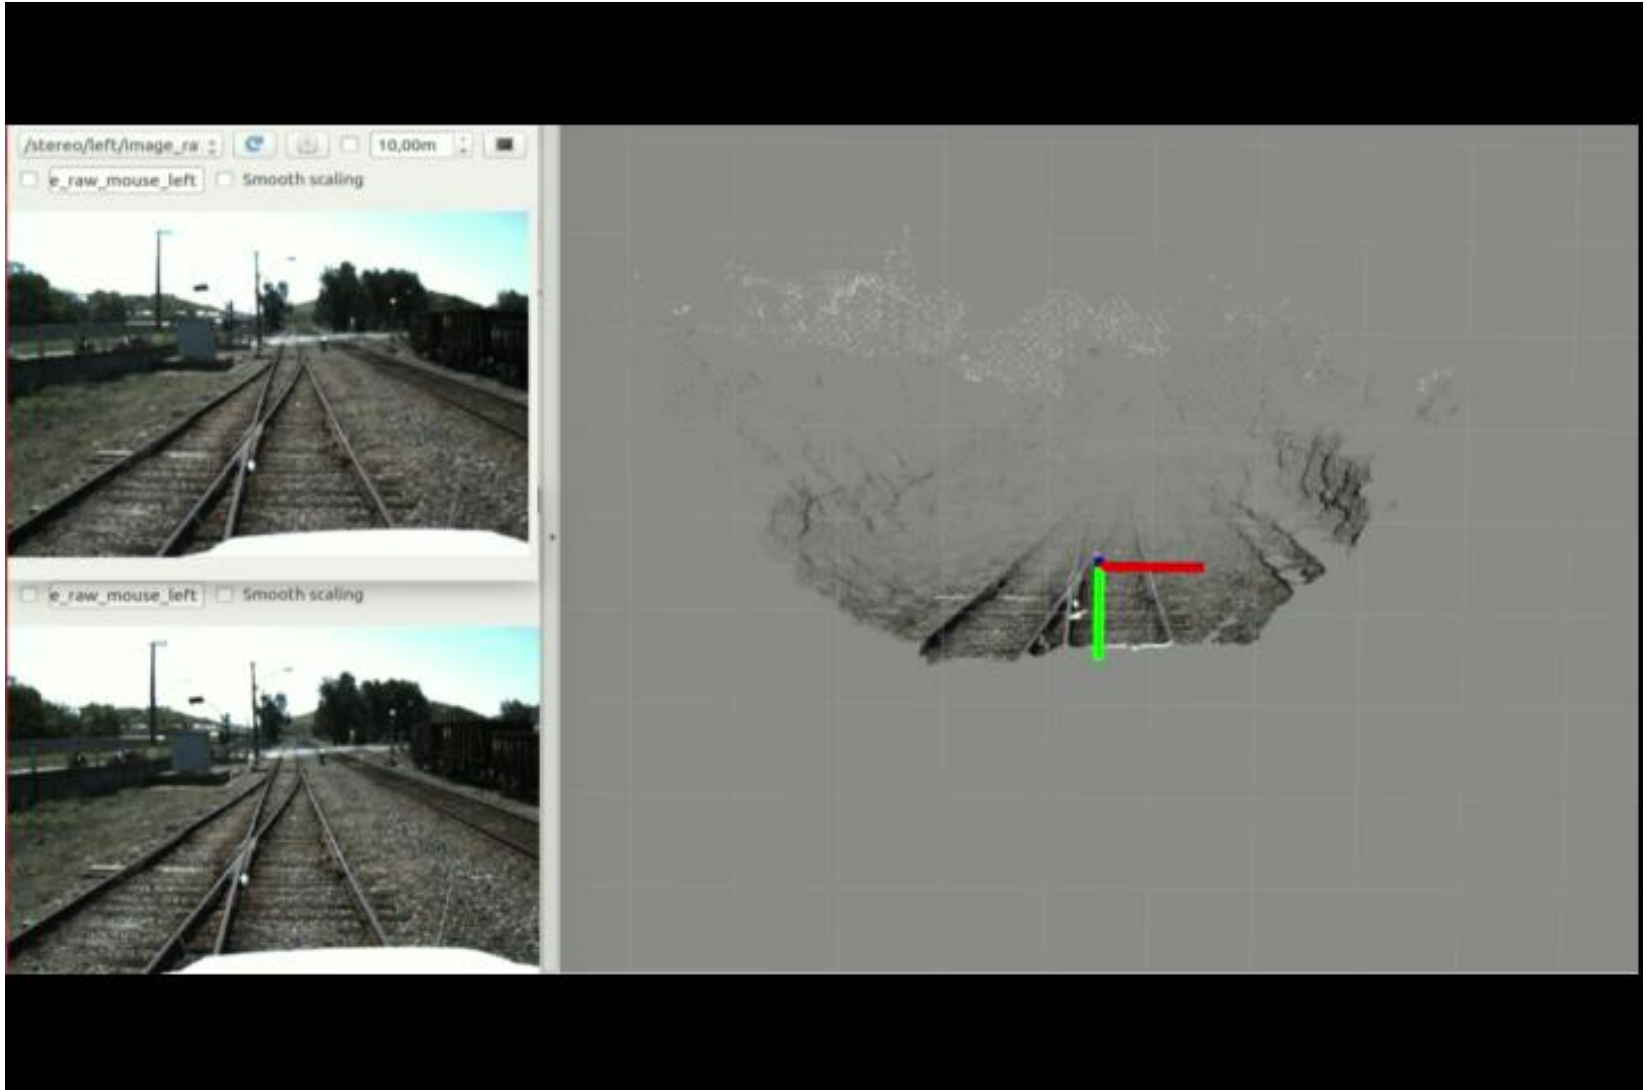 /stereo/left/image_ra 10,00m
e_raw_mouse_left Smooth scaling
e_raw_mouse_left Smooth scaling